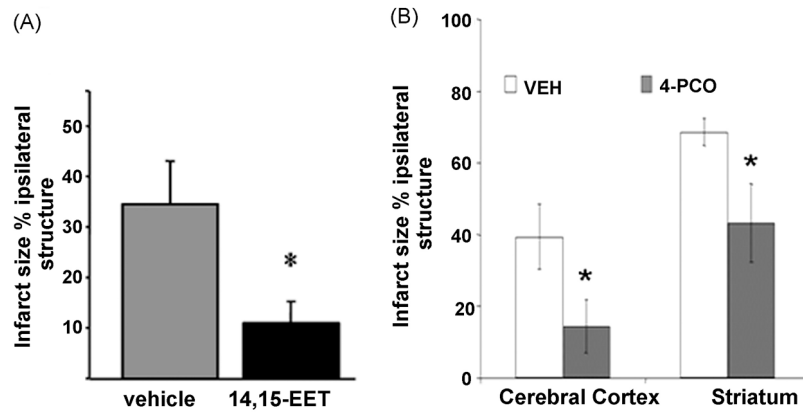 (A)
Infarct size % ipsilateral
structure
50
40
30
20
10
*
vehicle 14,15-EET
(B)
Infarct size % ipsilateral
structure
100
80
60
40
20
0
VEH 4-PCO
*
*
Cerebral Cortex Striatum